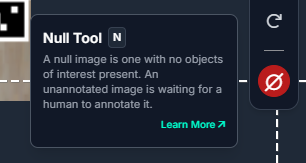 Null Tool N
A null image is one with no objects
of interest present. An
unannotated image is waiting for a
human to annotate it.
Learn More